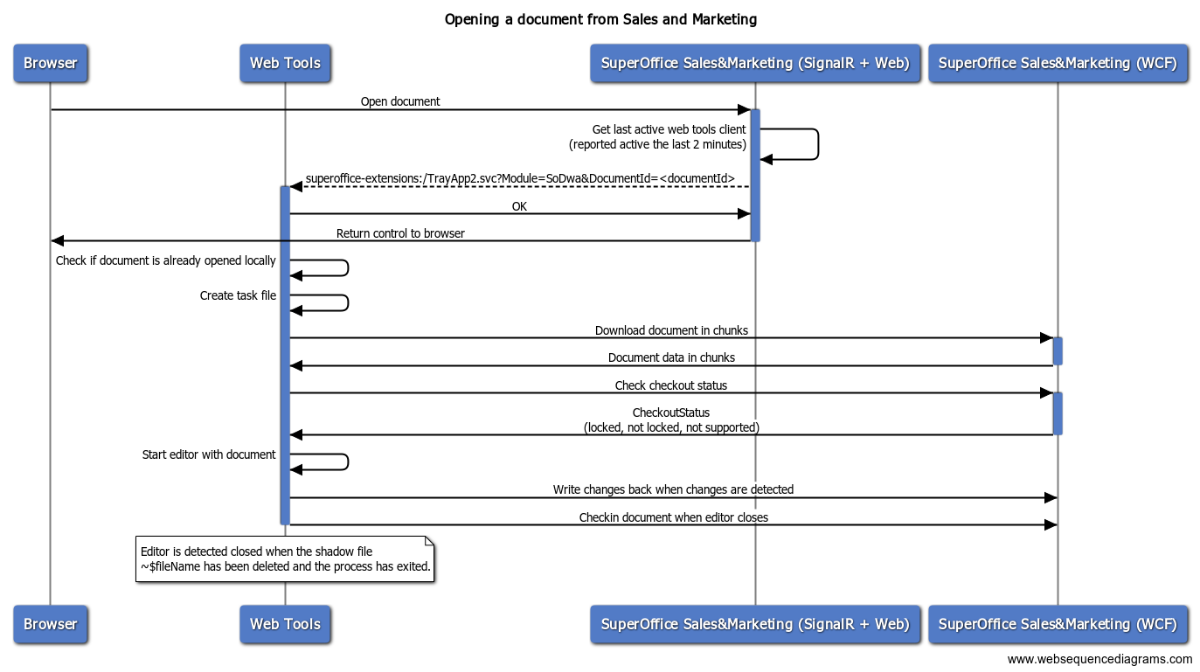 Opening a document from Sales and Marketing
Browser
Web Tools
SuperOffice Sales&Marketing (SignalR + Web)
SuperOffice Sales&Marketing (WCF)
Open document
Get last active web tools client
(reported active the last 2 minutes)
superoffice-extensions:/TrayApp2.svc?Module=SoDwa&DocumentId=<documentId>
OK
Return control to browser
Check if document is already opened locally
Create task file
Download document in chunks
Document data in chunks
Check checkout status
CheckoutStatus
(locked, not locked, not supported)
Start editor with document
Write changes back when changes are detected
Checkin document when editor closes
Editor is detected closed when the shadow file
~$fileName has been deleted and the process has exited.
Browser
Web Tools
SuperOffice Sales&Marketing (SignalR + Web)
SuperOffice Sales&Marketing (WCF)
www.websequencediagrams.com